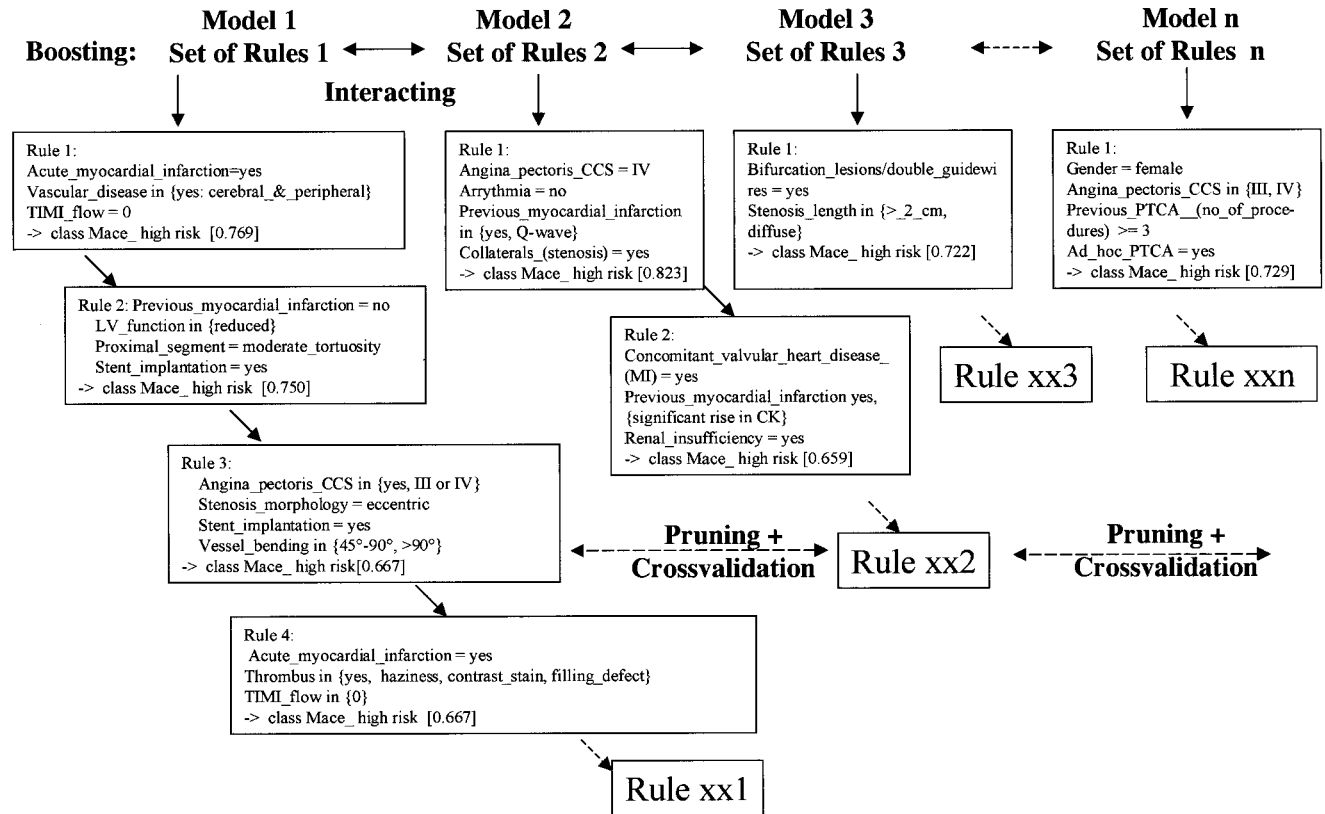 Model 1
Set of Rules 1
Model 2
Set of Rules 2
Model 3
Set of Rules 3
Model n
Set of Rules n
Boosting:
Interacting
Rule 1:
Acute_myocardial_infarction=yes
Vascular_disease in {yes: cerebral_&_peripheral}
TIMI_flow = 0
-> class Mace_ high risk [0.769]
Rule 2: Previous_myocardial_infarction = no
LV_function in {reduced}
Proximal_segment = moderate_tortuosity
Stent_implantation = yes
-> class Mace_ high risk [0.750]
Rule 3:
Angina_pectoris_CCS in {yes, III or IV}
Stenosis_morphology = eccentric
Stent_implantation = yes
Vessel_bending in {45°-90°, >90°}
-> class Mace_ high risk[0.667]
Rule 4:
Acute_myocardial_infarction = yes
Thrombus in {yes, haziness, contrast_stain, filling_defect}
TIMI_flow in {0}
-> class Mace_ high risk [0.667]
Rule xx1
Rule 1:
Angina_pectoris_CCS = IV
Arrythmia = no
Previous_myocardial_infarction
in {yes, Q-wave}
Collaterals_(stenosis) = yes
-> class Mace_ high risk [0.823]
Rule 2:
Concomitant_valvular_heart_disease_
(MI) = yes
Previous_myocardial_infarction yes,
{significant rise in CK}
Renal_insufficiency = yes
-> class Mace_ high risk [0.659]
Pruning +
Crossvalidation
Rule xx2
Rule 1:
Bifurcation_lesions/double_guidewi
res = yes
Stenosis_length in {>_2_cm,
diffuse}
-> class Mace_ high risk [0.722]
Rule xx3
Rule 1:
Gender = female
Angina_pectoris_CCS in {III, IV}
Previous_PTCA__(no_of_proce-
dures) >= 3
Ad_hoc_PTCA = yes
-> class Mace_ high risk [0.729]
Rule xxn
Pruning +
Crossvalidation